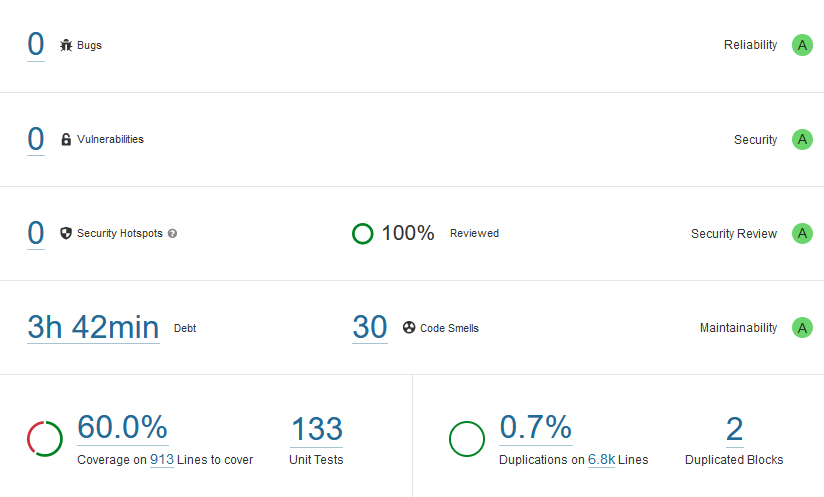 0 Bugs Reliability A
0 Vulnerabilities Security A
0 Security Hotspots ? 100% Reviewed Security Review A
3h 42min Debt 30 Code Smells Maintainability A
60.0% 133 0.7% 2
Coverage on 913 Lines to cover Unit Tests Duplications on 6.8k Lines Duplicated Blocks